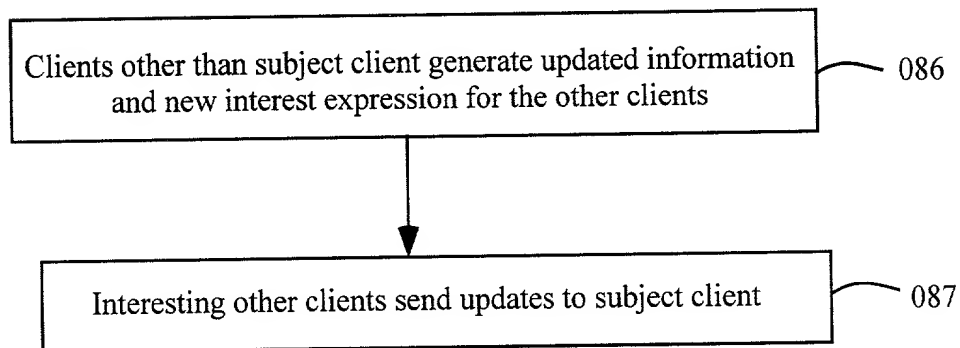 Clients other than subject client generate updated information
and new interest expression for the other clients
086
Interesting other clients send updates to subject client
087